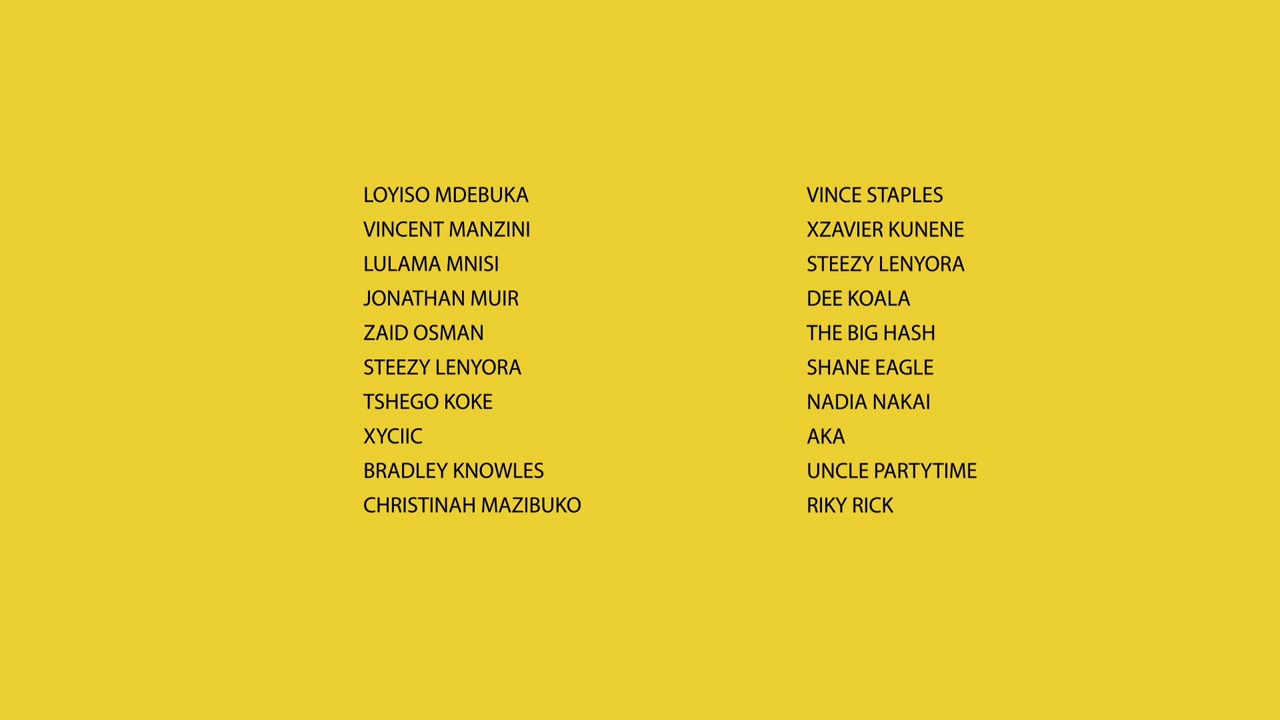 LOYISO MDEBUKA
VINCENT MANZINI
LULAMA MNISI
JONATHAN MUIR
ZAID OSMAN
STEEZY LENYORA
TSHEGO KOKE
XYCIIC
BRADLEY KNOWLES
CHRISTINAH MAZIBUKO
VINCE STAPLES
XZAVIER KUNENE
STEEZY LENYORA
DEE KOALA
THE BIG HASH
SHANE EAGLE
NADIA NAKAI
AKA
UNCLE PARTYTIME
RIKY RICK